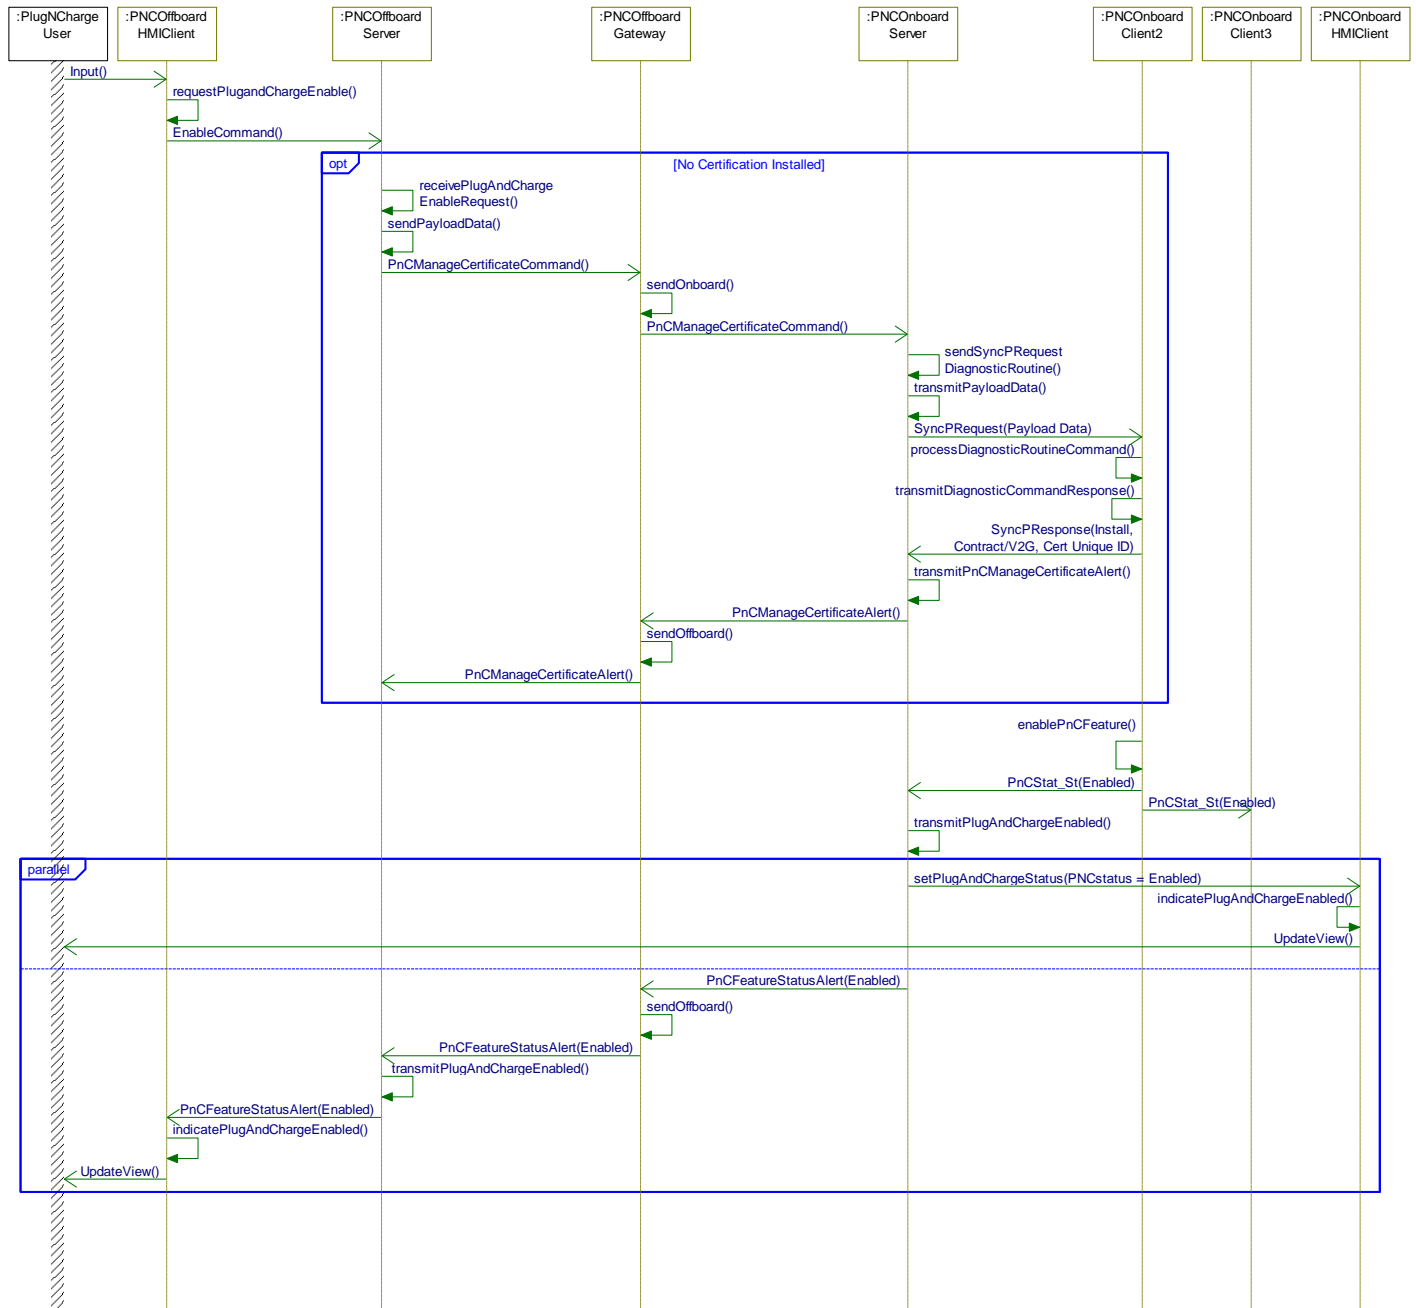 :PlugNCharge
User
:PNCOffboard
HMIClient
:PNCOffboard
Server
:PNCOffboard
Gateway
:PNCOnboard
Server
:PNCOnboard
Client2
:PNCOnboard
Client3
:PNCOnboard
HMIClient
Input()
requestPlugandChargeEnable()
EnableCommand()
opt
[No Certification Installed]
receivePlugAndCharge
EnableRequest()
sendPayloadData()
PnCManageCertificateCommand()
sendOnboard()
PnCManageCertificateCommand()
sendSyncPRequest
DiagnosticRoutine()
transmitPayloadData()
SyncPRequest(Payload Data)
processDiagnosticRoutineCommand()
transmitDiagnosticCommandResponse()
SyncPResponse(Install,
Contract/V2G, Cert Unique ID)
transmitPnCManageCertificateAlert()
PnCManageCertificateAlert()
sendOffboard()
PnCManageCertificateAlert()
enablePnCFeature()
PnCStat_St(Enabled)
PnCStat_St(Enabled)
transmitPlugAndChargeEnabled()
parallel
setPlugAndChargeStatus(PNCstatus = Enabled)
indicatePlugAndChargeEnabled()
UpdateView()
PnCFeatureStatusAlert(Enabled)
sendOffboard()
PnCFeatureStatusAlert(Enabled)
transmitPlugAndChargeEnabled()
PnCFeatureStatusAlert(Enabled)
indicatePlugAndChargeEnabled()
UpdateView()